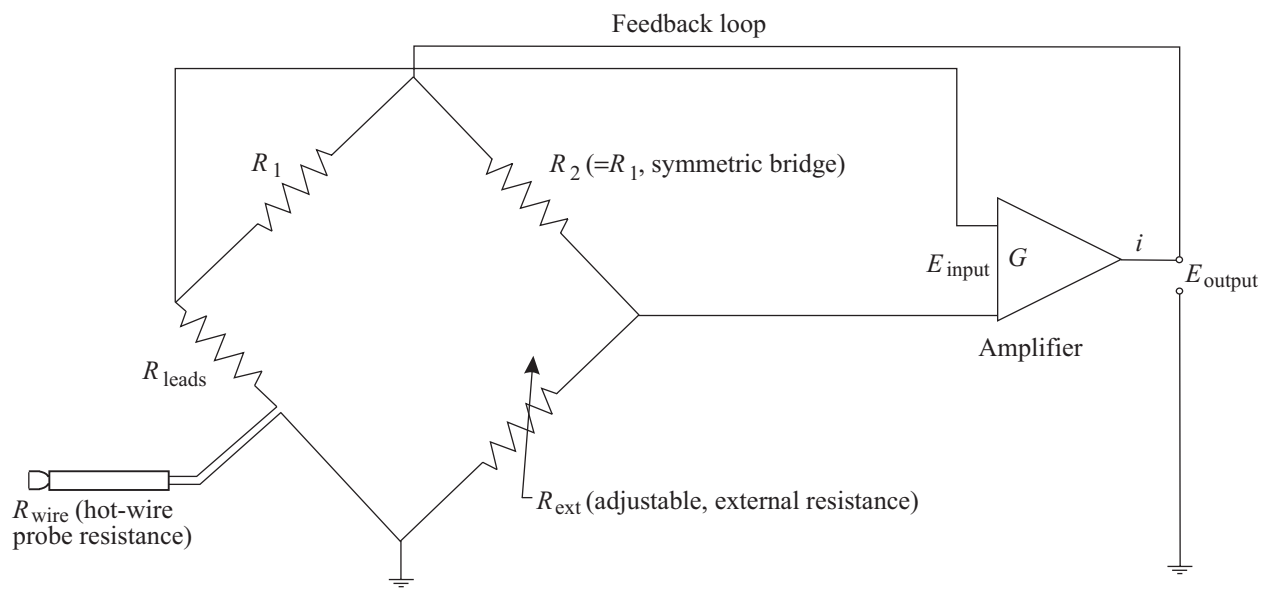 Feedback loop
R1
R2 (=R1, symmetric bridge)
Einput
G
i
Eoutput
Amplifier
Rleads
Rwire (hot-wire
probe resistance)
Rext (adjustable, external resistance)